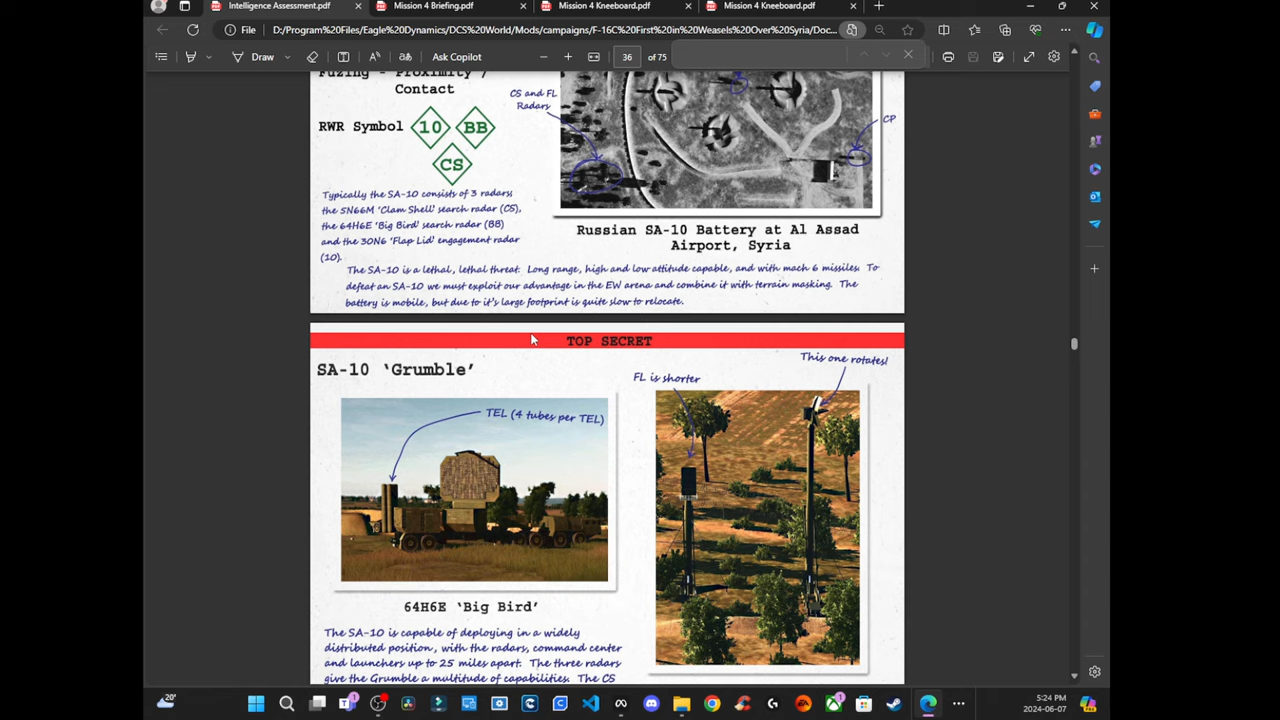 Intelligence Assessment.pdf
Mission 4 Briefing.pdf
Mission 4 Kneeboard.pdf
Mission 4 Kneeboard.pdf
File
D:/Program%20Files/Eagle%20Dynamics/DCS%20World/Mods/campaigns/F-16C%20First%20in%20Weasels%20Over%20Syria/Doc...
Draw
Ask Copilot
36 of 75
Fuzing - Proximity /
Contact
RWR Symbol
10
BB
CS
CS and FL
Radars
CP
Typically the SA-10 consists of 3 radars;
the 5N66M 'Clam Shell' search radar (CS),
the 64H6E 'Big Bird' search radar (BB)
and the 30N6 'Flap Lid' engagement radar
(10).
Russian SA-10 Battery at Al Assad
Airport, Syria
The SA-10 is a lethal, lethal threat. Long range, high and low attitude capable, and with mach 6 missiles. To
defeat an SA-10 we must exploit our advantage in the EW arena and combine it with terrain masking. The
battery is mobile, but due to it's large footprint is quite slow to relocate.
TOP SECRET
SA-10 'Grumble'
This one rotates!
FL is shorter
TEL (4 tubes per TEL)
64H6E 'Big Bird'
The SA-10 is capable of deploying in a widely
distributed position, with the radars, command center
and launchers up to 25 miles apart. The three radars
give the Grumble a multitude of capabilities. The CS
20°
5:24 PM
2024-06-07